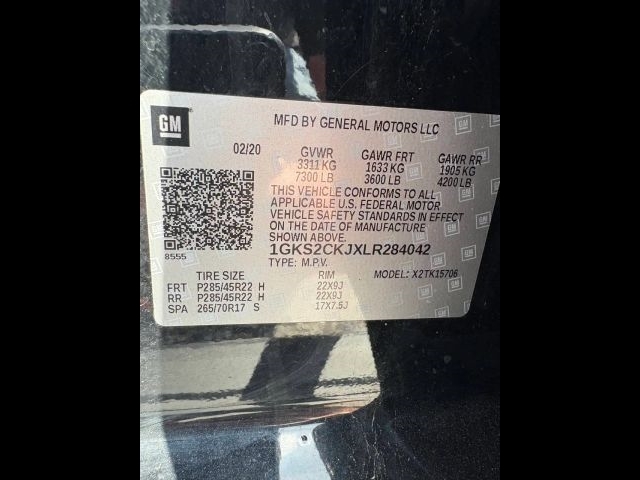 GM
MFD BY GENERAL MOTORS LLC
02/20 GVWR GAWR FRT GAWR RR
3311 KG 1633 KG 1905 KG
7300 LB 3600 LB 4200 LB
THIS VEHICLE CONFORMS TO ALL
APPLICABLE U.S. FEDERAL MOTOR
VEHICLE SAFETY STANDARDS IN EFFECT
ON THE DATE OF MANUFACTURE
SHOWN ABOVE.
8555 1GKS2CKJXLR284042
TYPE: M.P.V. MODEL: X2TK15706
TIRE SIZE RIM
FRT P285/45R22 H 22X9J
RR P285/45R22 H 22X9J
SPA 265/70R17 S 17X7.5J